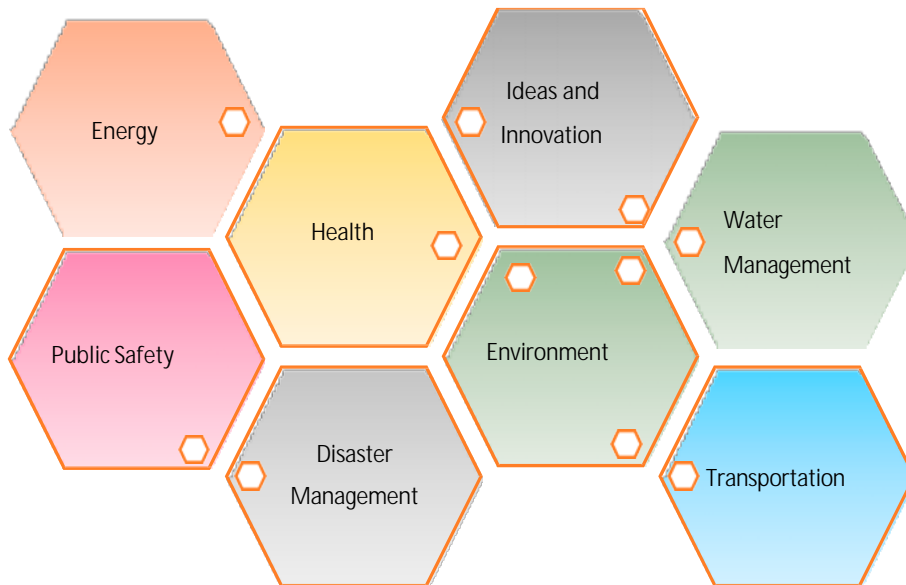 Energy
Ideas and
Innovation
Health
Water
Management
Public Safety
Environment
Disaster
Management
Transportation